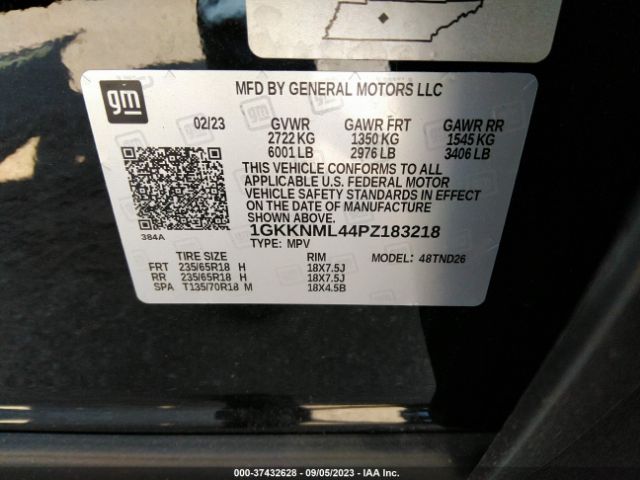 gm
MFD BY GENERAL MOTORS LLC
02/23 GVWR GAWR FRT GAWR RR
2722 KG 1350 KG 1545 KG
6001 LB 2976 LB 3406 LB
THIS VEHICLE CONFORMS TO ALL
APPLICABLE U.S. FEDERAL MOTOR
VEHICLE SAFETY STANDARDS IN EFFECT
ON THE DATE OF MANUFACTURE
SHOWN ABOVE.
384A
1GKKNML44PZ183218
TYPE: MPV MODEL: 48TND26
TIRE SIZE RIM
FRT 235/65R18 H 18X7.5J
RR 235/65R18 H 18X7.5J
SPA T135/70R18 M 18X4.5B
000-37432628 - 09/05/2023 - IAA Inc.